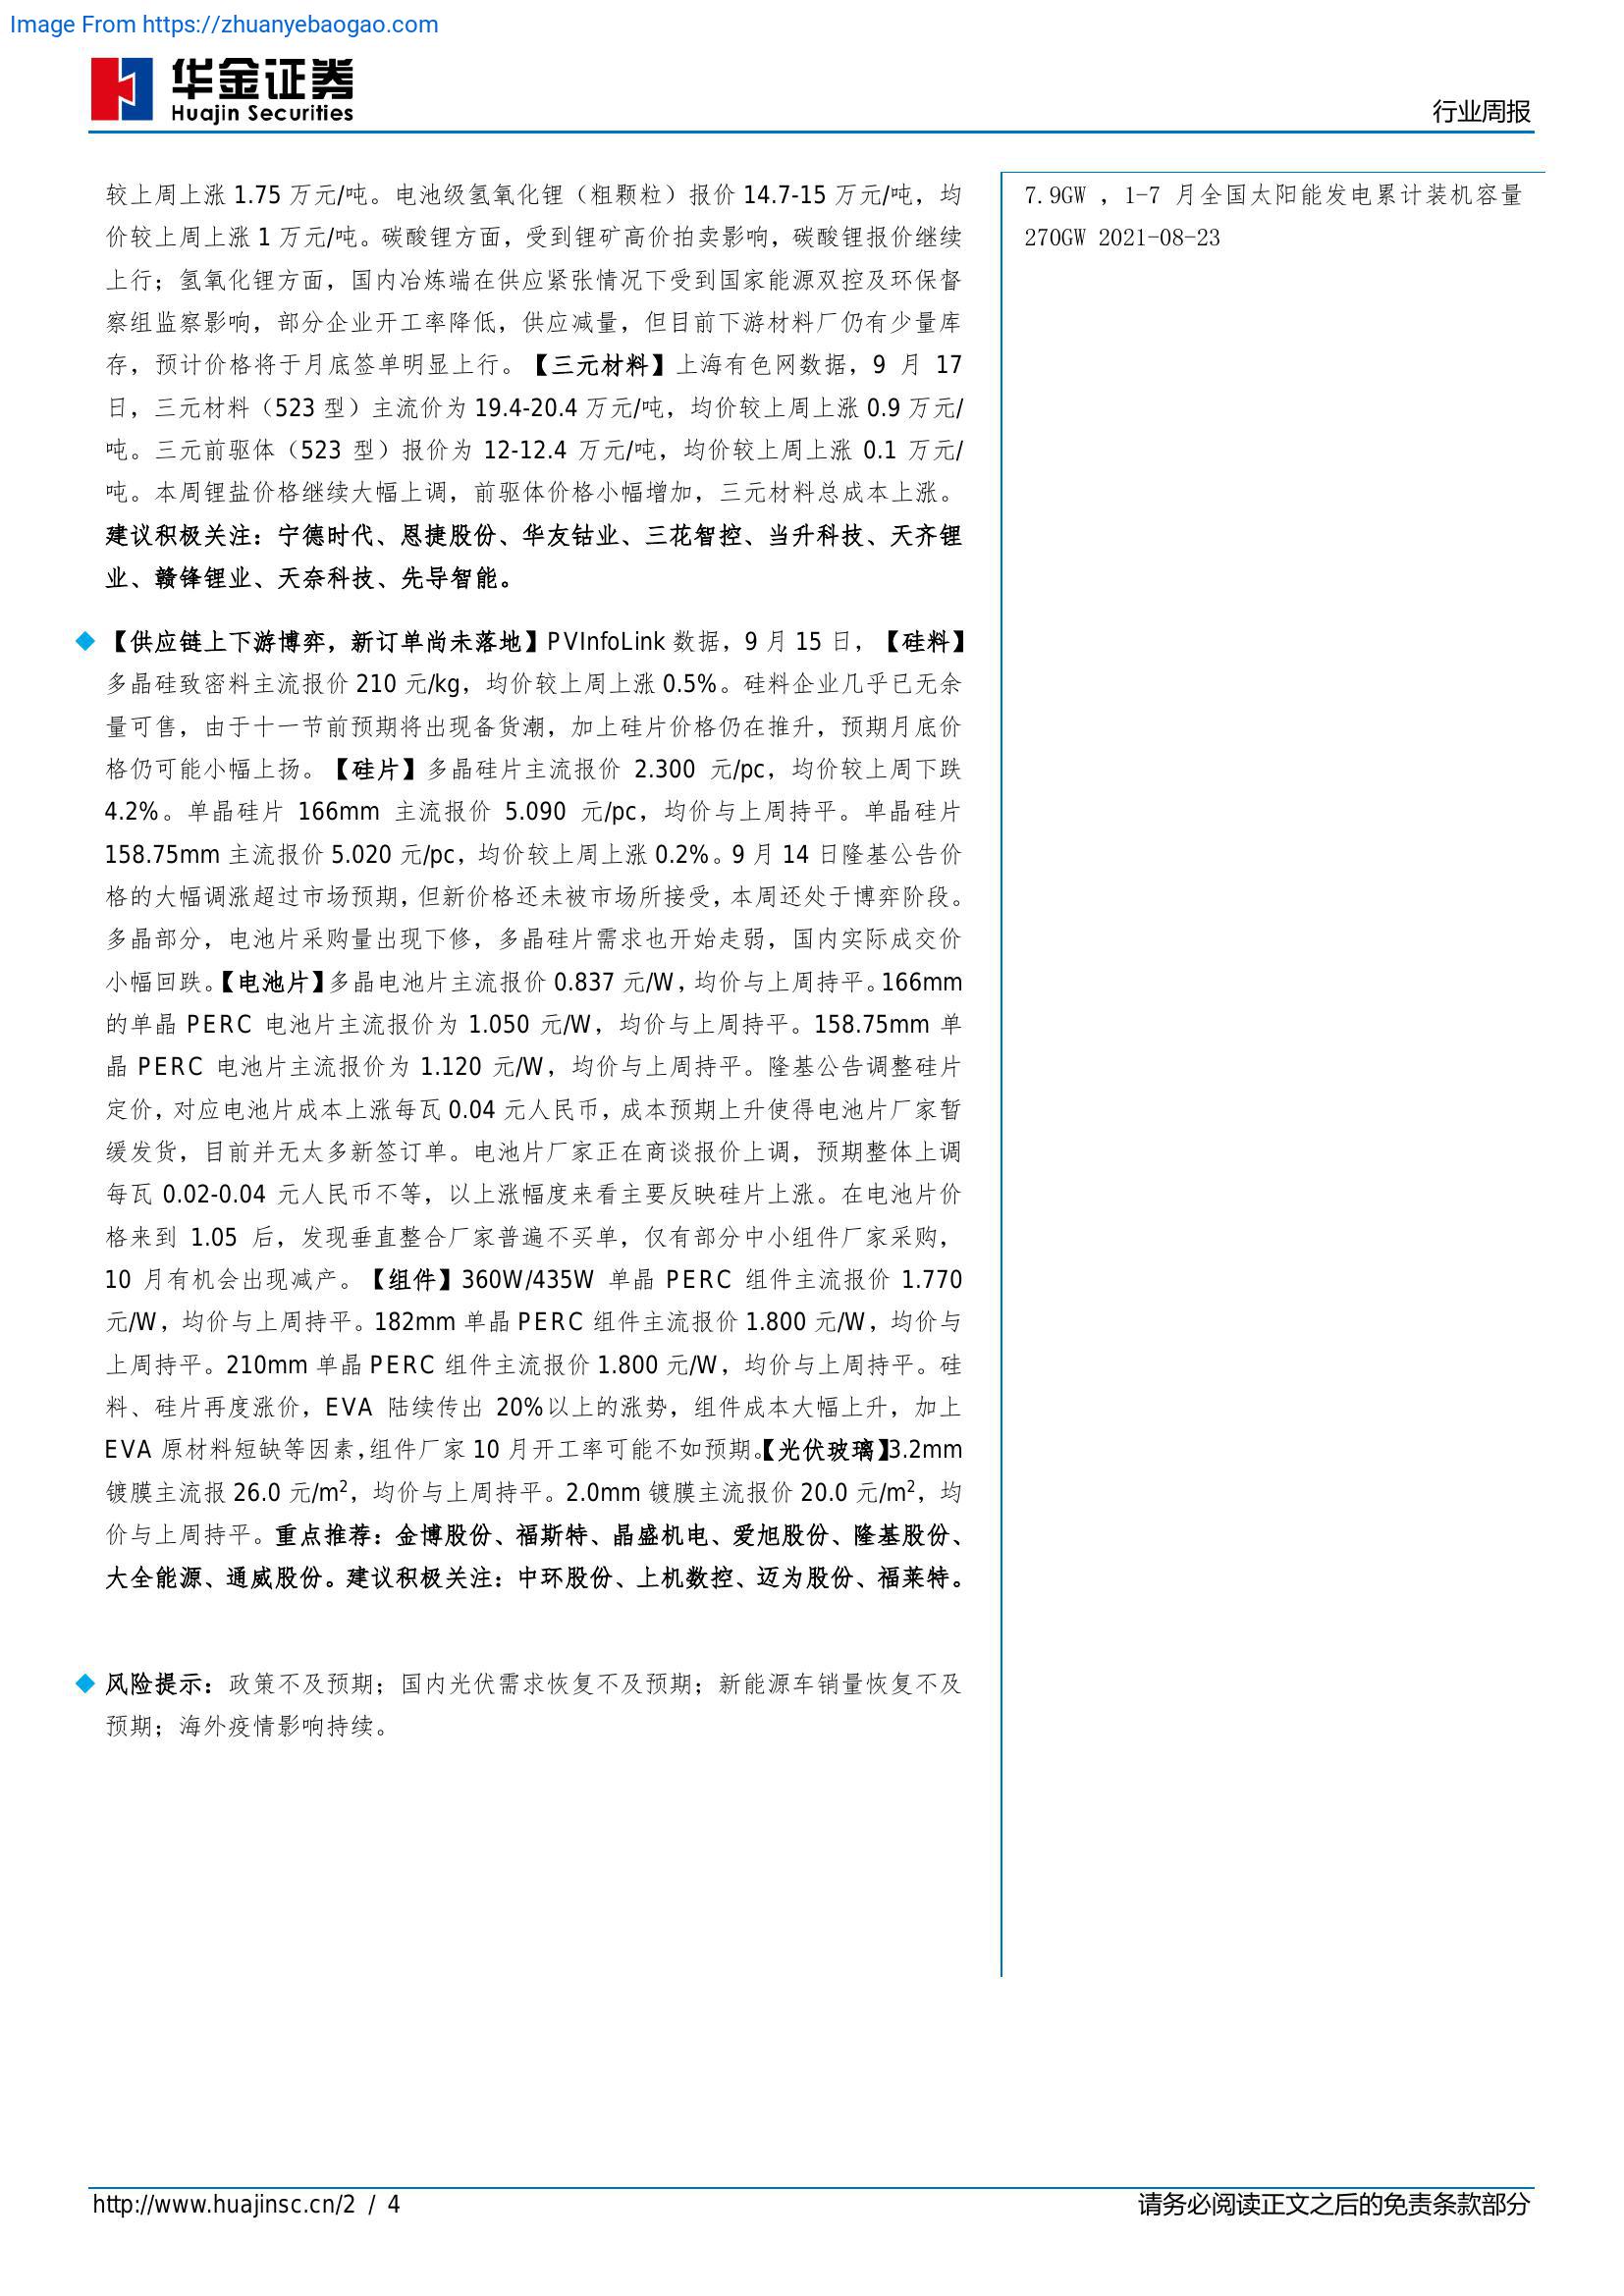 Image From https://zhuanyebaogao.com
华金证券
Huajin Securities
行业周报
较上周上涨 1.75 万元/吨。电池级氢氧化锂（粗颗粒）报价 14.7-15 万元/吨，均
价较上周上涨 1 万元/吨。碳酸锂方面，受到锂矿高价拍卖影响，碳酸锂报价继续
上行；氢氧化锂方面，国内冶炼端在供应紧张情况下受到国家能源双控及环保督
察组监察影响，部分企业开工率降低，供应减量，但目前下游材料厂仍有少量库
存，预计价格将于月底签单明显上行。【三元材料】上海有色网数据，9 月 17
日，三元材料（523 型）主流价为 19.4-20.4 万元/吨，均价较上周上涨 0.9 万元/
吨。三元前驱体（523 型）报价为 12-12.4 万元/吨，均价较上周上涨 0.1 万元/
吨。本周锂盐价格继续大幅上调，前驱体价格小幅增加，三元材料总成本上涨。
建议积极关注：宁德时代、恩捷股份、华友钴业、三花智控、当升科技、天齐锂
业、赣锋锂业、天奈科技、先导智能。
◆ 【供应链上下游博弈，新订单尚未落地】PVInfoLink 数据，9 月 15 日，【硅料】
多晶硅致密料主流报价 210 元/kg，均价较上周上涨 0.5%。硅料企业几乎已无余
量可售，由于十一节前预期将出现备货潮，加上硅片价格仍在推升，预期月底价
格仍可能小幅上扬。【硅片】多晶硅片主流报价 2.300 元/pc，均价较上周下跌
4.2%。单晶硅片 166mm 主流报价 5.090 元/pc，均价与上周持平。单晶硅片
158.75mm 主流报价 5.020 元/pc，均价较上周上涨 0.2%。9 月 14 日隆基公告价
格的大幅调涨超过市场预期，但新价格还未被市场所接受，本周还处于博弈阶段。
多晶部分，电池片采购量出现下修，多晶硅片需求也开始走弱，国内实际成交价
小幅回跌。【电池片】多晶电池片主流报价 0.837 元/W，均价与上周持平。166mm
的单晶 PERC 电池片主流报价为 1.050 元/W，均价与上周持平。158.75mm 单
晶 PERC 电池片主流报价为 1.120 元/W，均价与上周持平。隆基公告调整硅片
定价，对应电池片成本上涨每瓦 0.04 元人民币，成本预期上升使得电池片厂家暂
缓发货，目前并无太多新签订单。电池片厂家正在商谈报价上调，预期整体上调
每瓦 0.02-0.04 元人民币不等，以上涨幅度来看主要反映硅片上涨。在电池片价
格来到 1.05 后，发现垂直整合厂家普遍不买单，仅有部分中小组件厂家采购，
10 月有机会出现减产。【组件】360W/435W 单晶 PERC 组件主流报价 1.770
元/W，均价与上周持平。182mm 单晶 PERC 组件主流报价 1.800 元/W，均价与
上周持平。210mm 单晶 PERC 组件主流报价 1.800 元/W，均价与上周持平。硅
料、硅片再度涨价，EVA 陆续传出 20%以上的涨势，组件成本大幅上升，加上
EVA 原材料短缺等因素，组件厂家 10 月开工率可能不如预期。【光伏玻璃】3.2mm
镀膜主流报 26.0 元/m²，均价与上周持平。2.0mm 镀膜主流报价 20.0 元/m²，均
价与上周持平。重点推荐：金博股份、福斯特、晶盛机电、爱旭股份、隆基股份、
大全能源、通威股份。建议积极关注：中环股份、上机数控、迈为股份、福莱特。
◆ 风险提示：政策不及预期；国内光伏需求恢复不及预期；新能源车销量恢复不及
预期；海外疫情影响持续。
7.9GW ，1-7 月全国太阳能发电累计装机容量
270GW 2021-08-23
http://www.huajinsc.cn/2 / 4
请务必阅读正文之后的免责条款部分